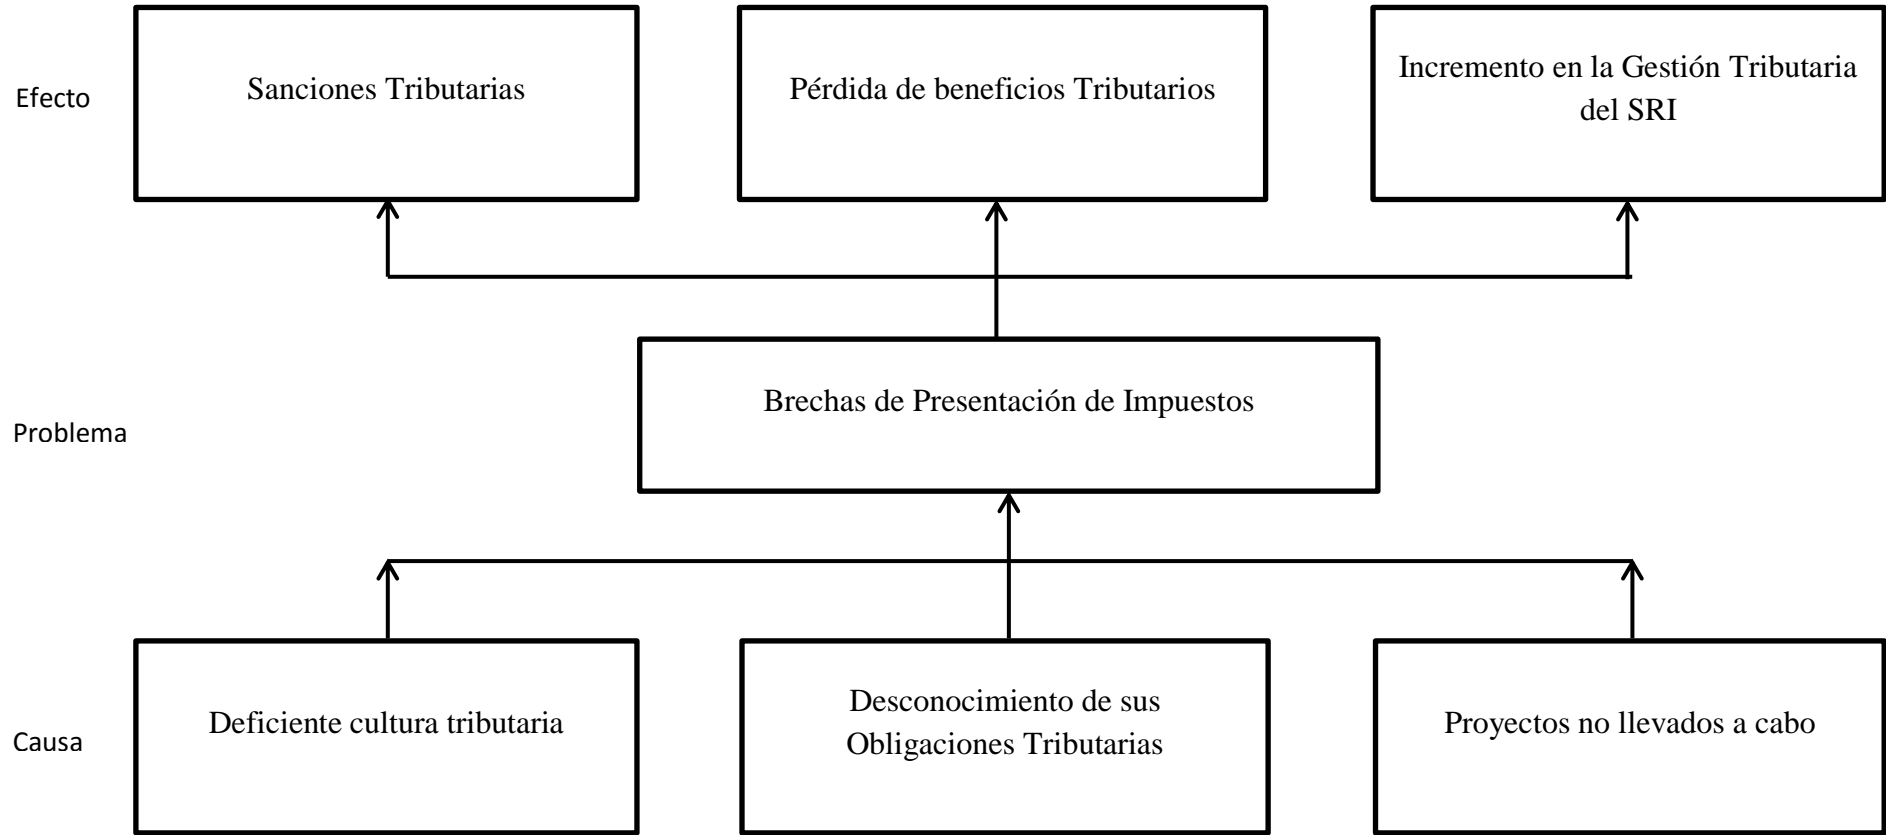 Efecto
Sanciones Tributarias
Pérdida de beneficios Tributarios
Incremento en la Gestión Tributaria
del SRI
Problema
Brechas de Presentación de Impuestos
Causa
Deficiente cultura tributaria
Desconocimiento de sus
Obligaciones Tributarias
Proyectos no llevados a cabo